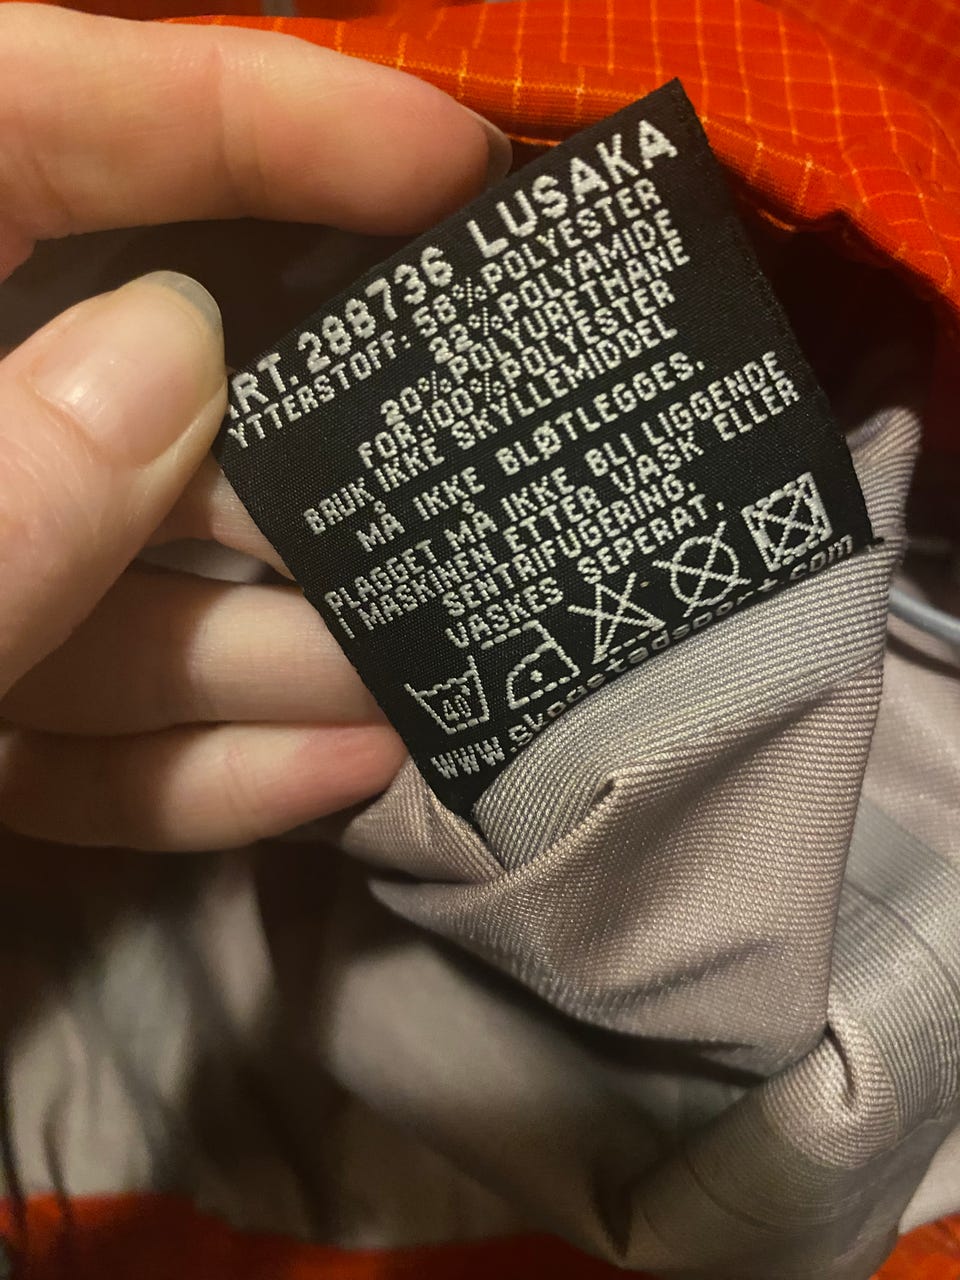 ART. 288736 LUSAKA
YTTERSTOFF: 58% POLYESTER
22% POLYAMIDE
20% POLYURETHANE
FOR: 100% POLYESTER
BRUK IKKE SKYLLEMIDDEL
MÅ IKKE BLØTLEGGES.
PLAGGET MÅ IKKE BLI LIGGENDE
I MASKINEN ETTER VASK ELLER
SENTRIFUGERING.
VASKES SEPERAT.
40°
www.skogstadsport.com